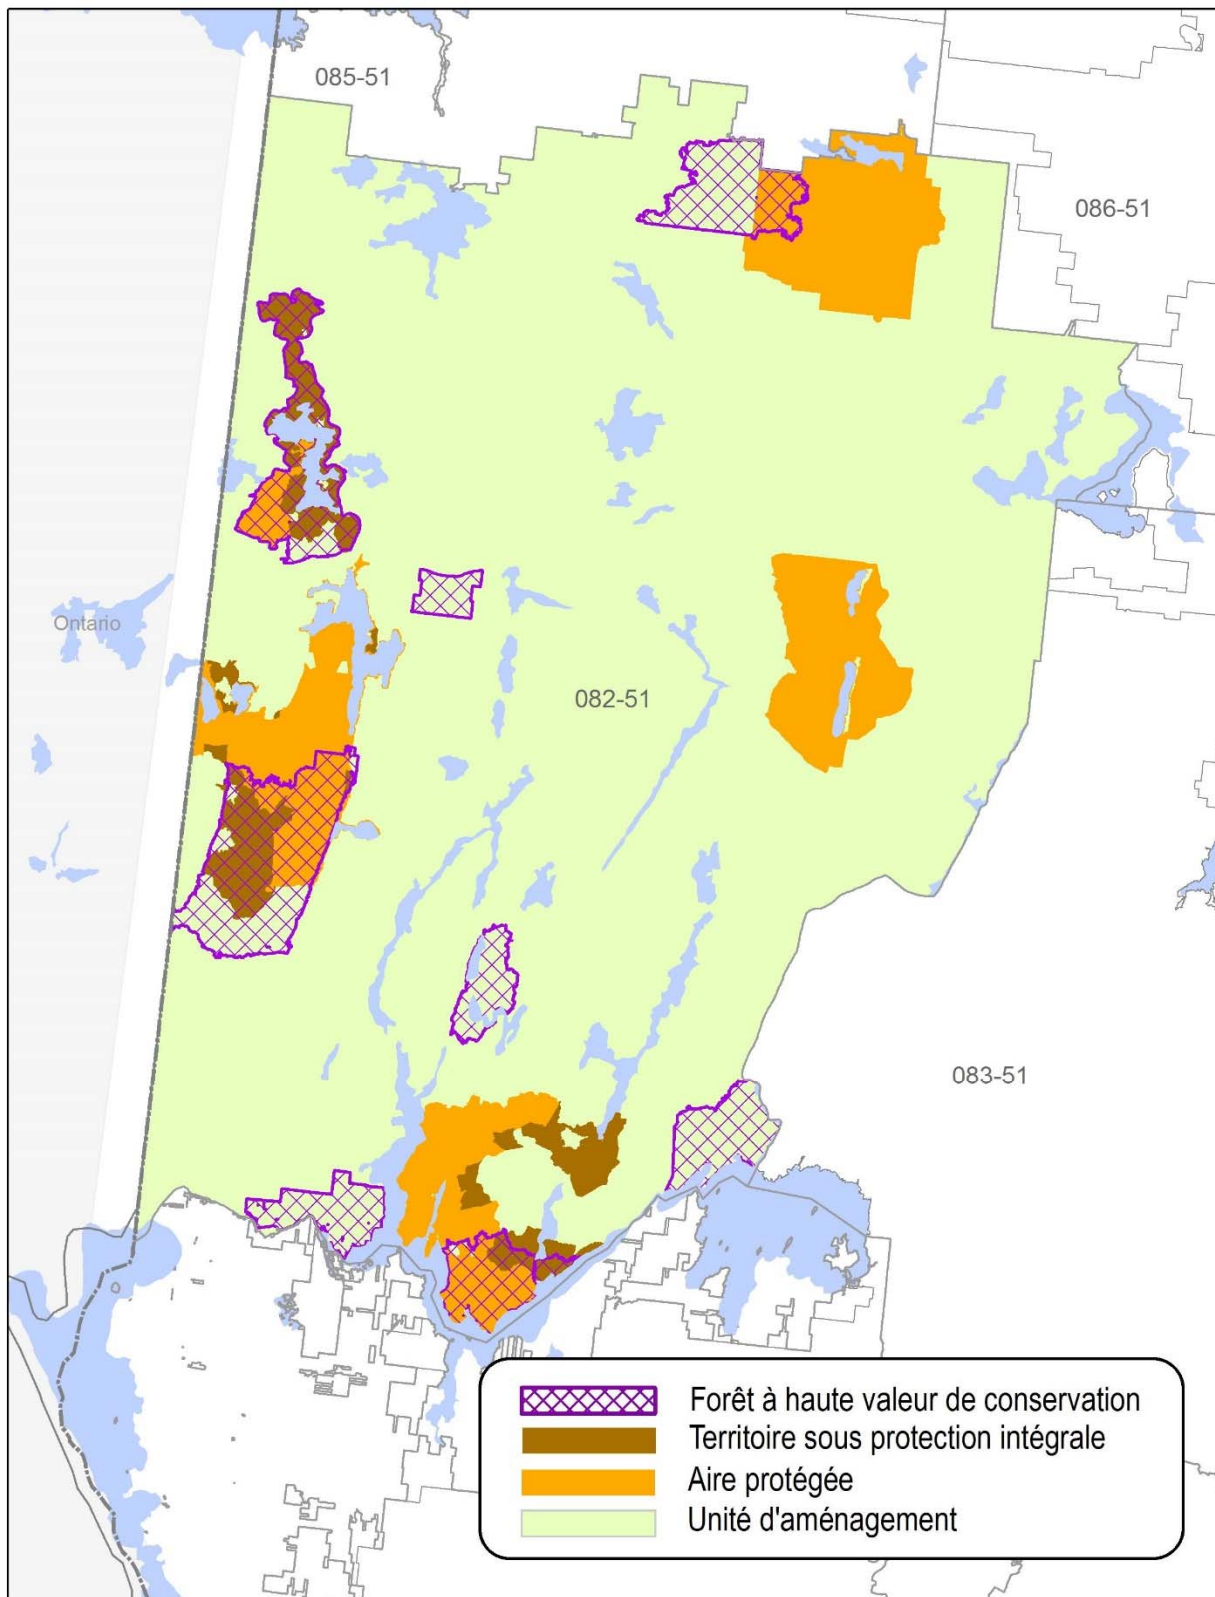 085-51
086-51
Ontario
082-51
083-51
Forêt à haute valeur de conservation
Territoire sous protection intégrale
Aire protégée
Unité d'aménagement